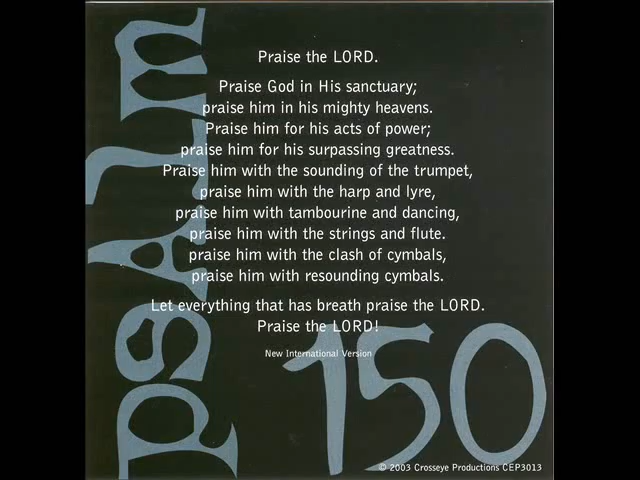 Praise the LORD.
Praise God in His sanctuary;
praise him in his mighty heavens.
Praise him for his acts of power;
praise him for his surpassing greatness.
Praise him with the sounding of the trumpet,
praise him with the harp and lyre,
praise him with tambourine and dancing,
praise him with the strings and flute.
praise him with the clash of cymbals,
praise him with resounding cymbals.
Let everything that has breath praise the LORD.
Praise the LORD!
New International Version
psalm
150
© 2003 Crosseye Productions CEP3013